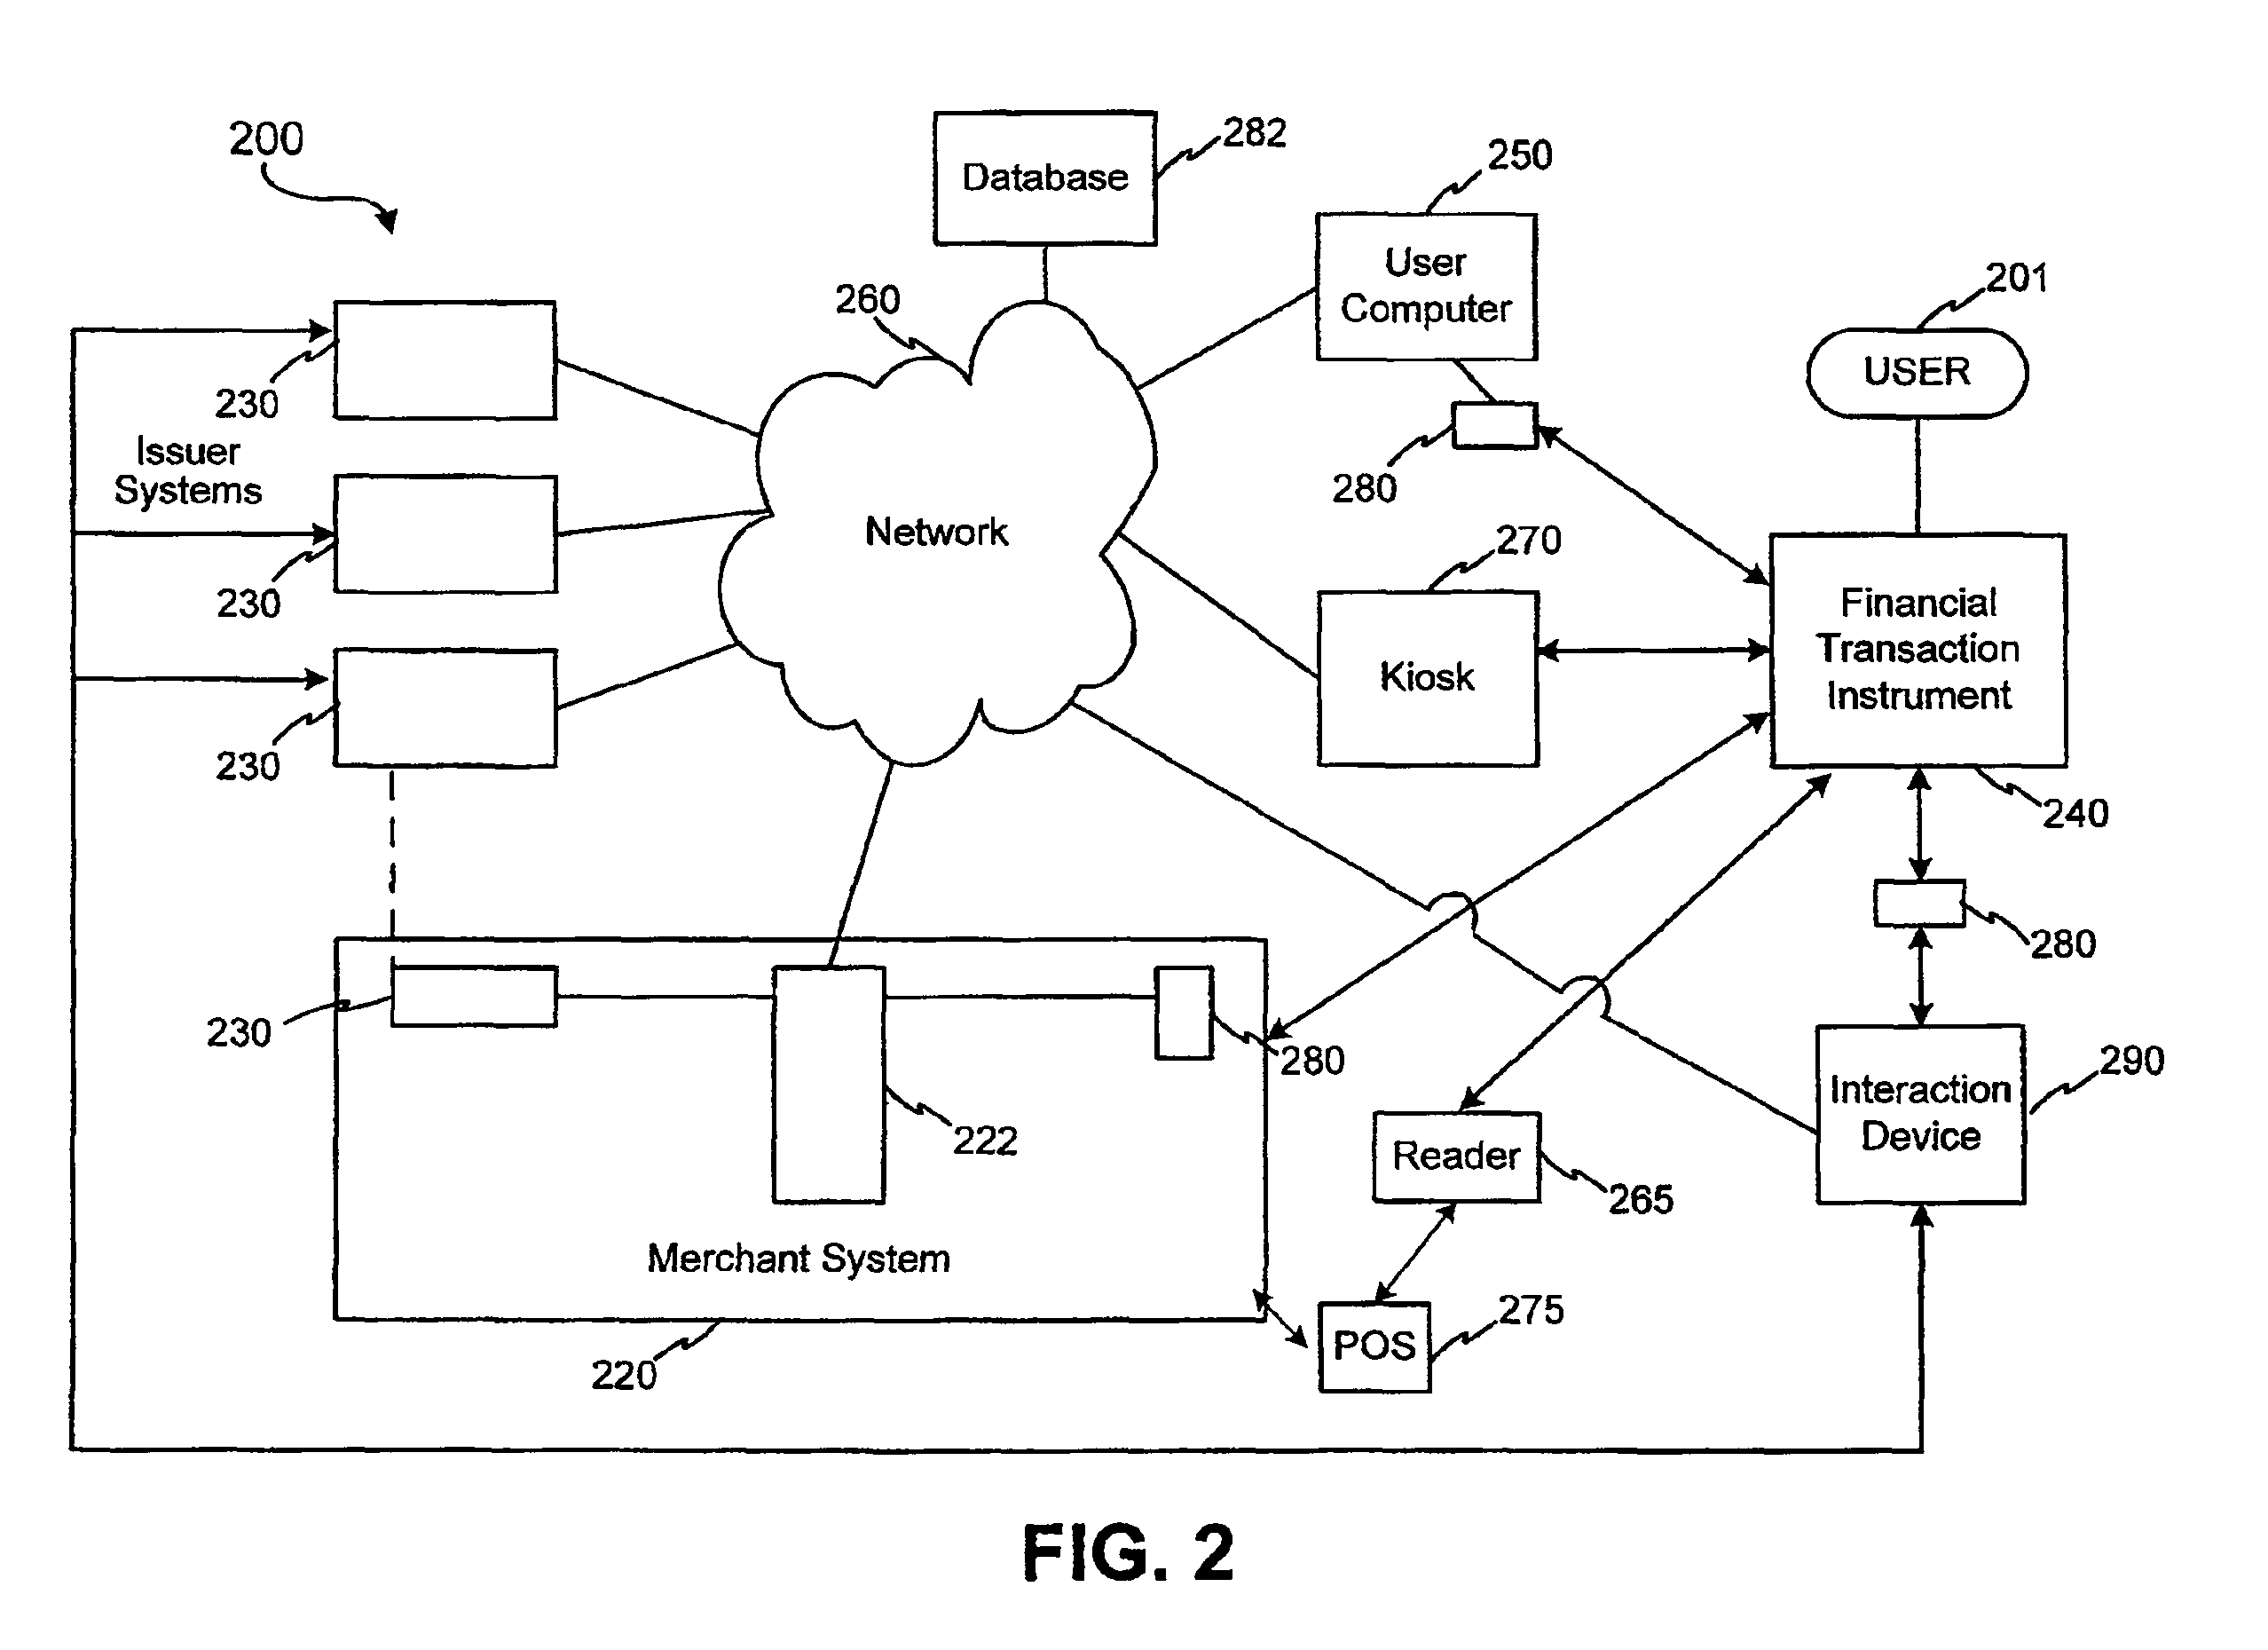 200
Database
282
250
User
Computer
201
USER
260
230
Issuer
Systems
280
Network
270
230
Financial
Transaction
Instrument
Kiosk
230
240
280
230
280
Interaction
Device
290
222
Reader
265
Merchant System
275
POS
220
FIG. 2